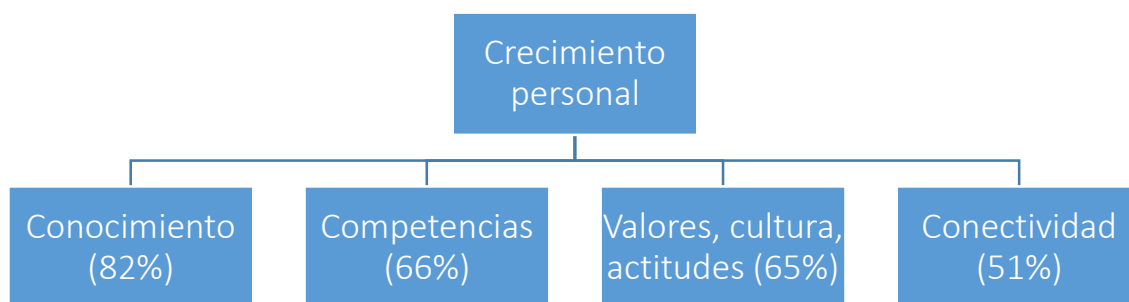 Crecimiento
personal
Conocimiento
(82%)
Competencias
(66%)
Valores, cultura,
actitudes (65%)
Conectividad
(51%)